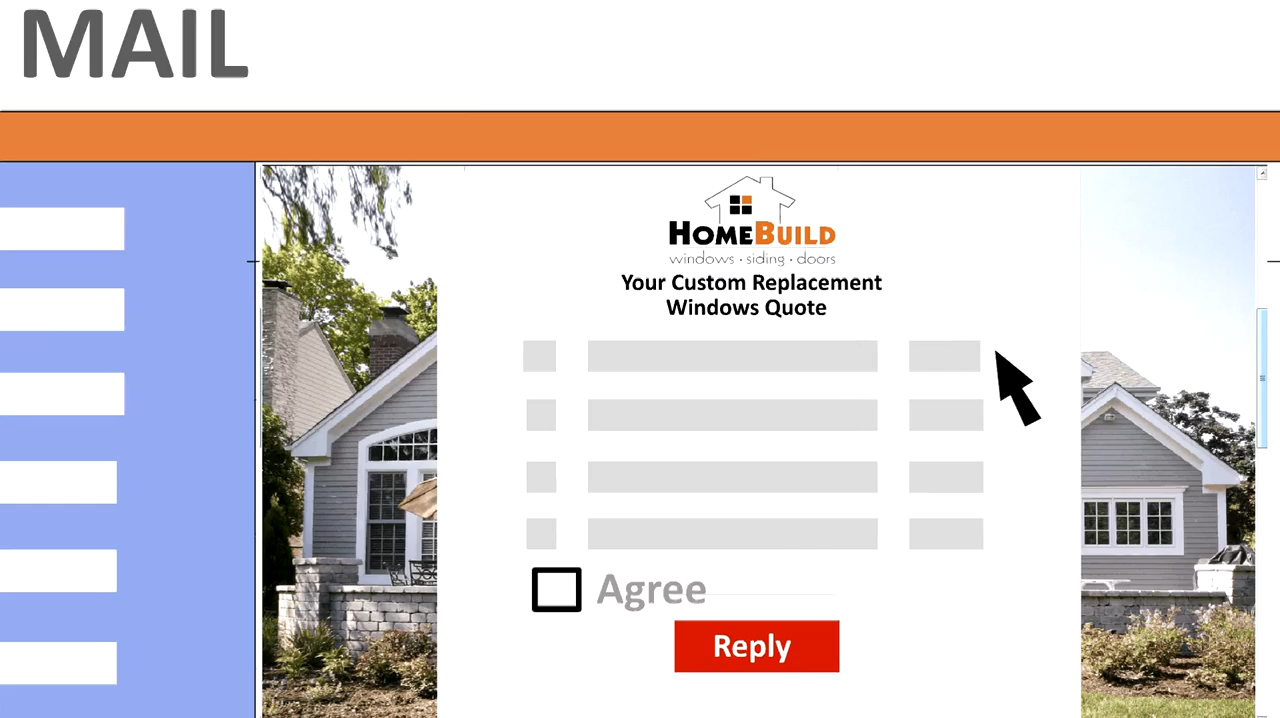 MAIL
HOMEBUILD
windows · siding · doors
Your Custom Replacement
Windows Quote
Agree
Reply